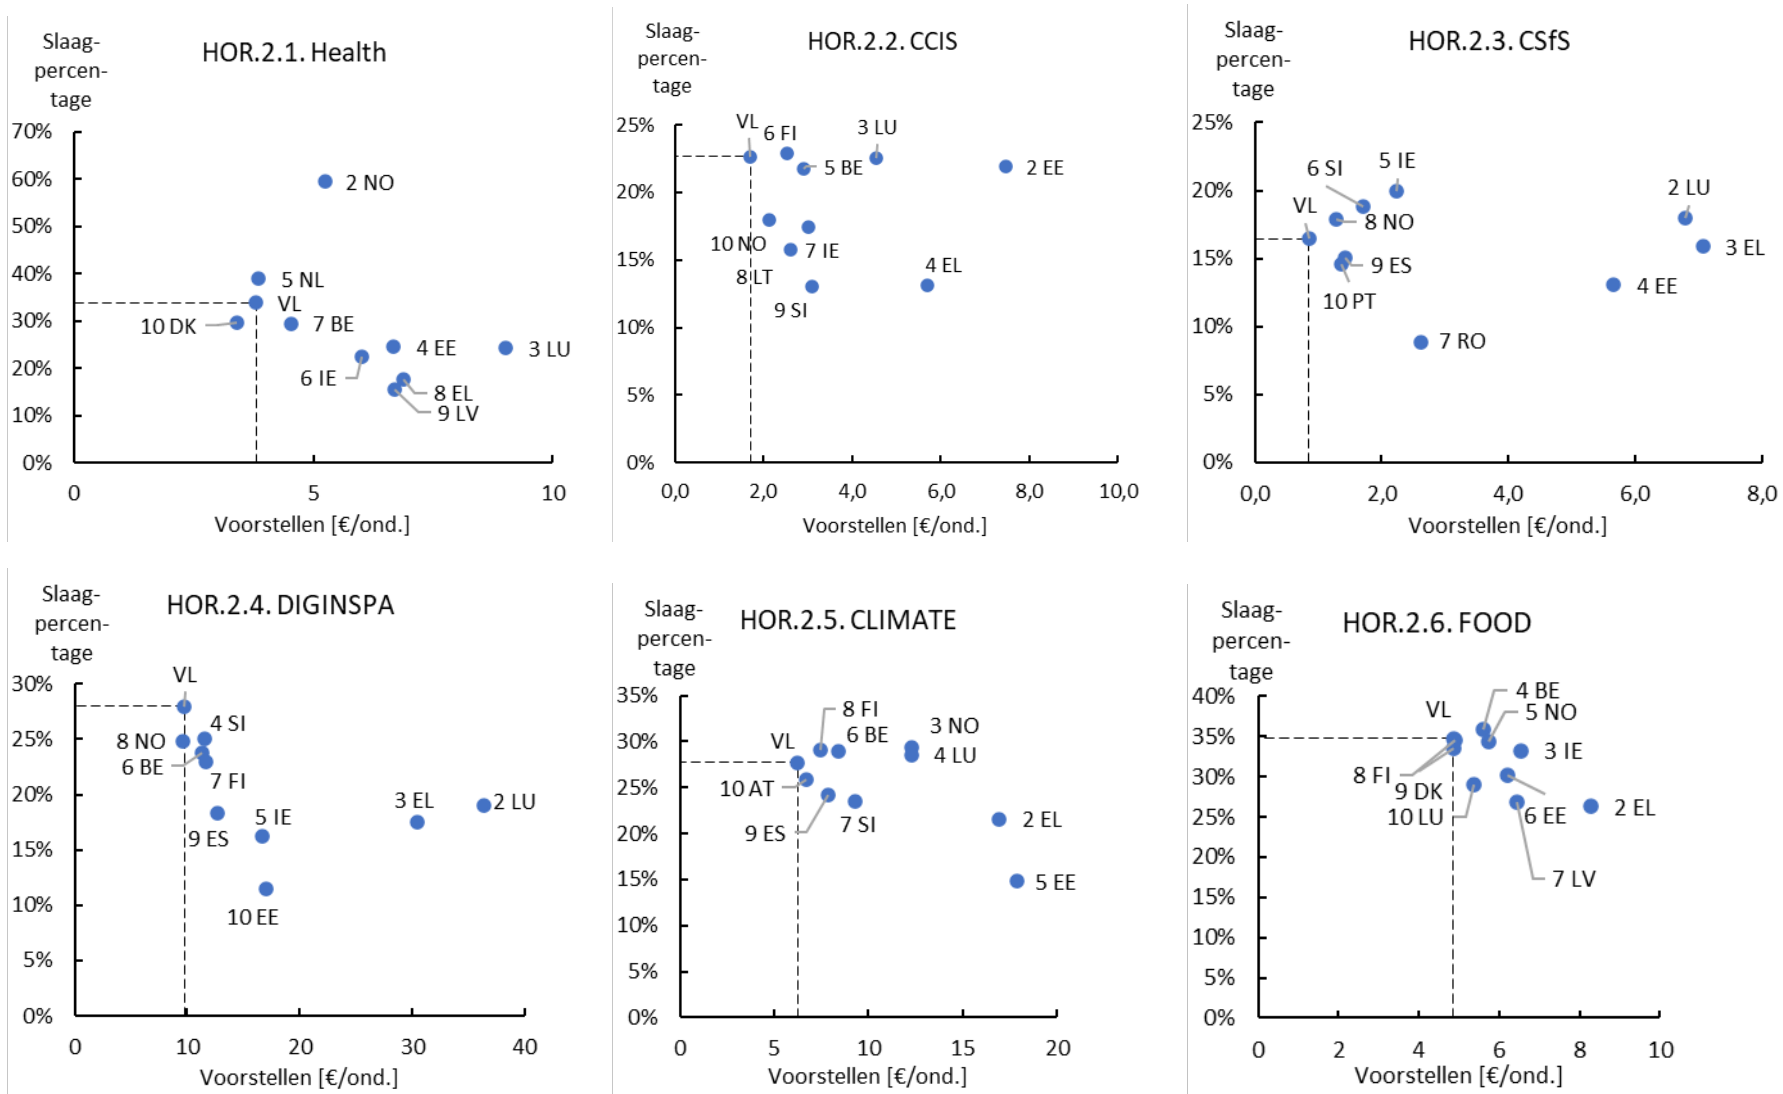 Slaag-
percen-
tage
HOR.2.1. Health
70%
60%
50%
40%
30%
20%
10%
0%
2 NO
5 NL
VL
10 DK
7 BE
4 EE
3 LU
6 IE
8 EL
9 LV
0
5
10
Voorstellen [€/ond.]
Slaag-
percen-
tage
HOR.2.2. CCIS
25%
20%
15%
10%
5%
0%
VL
6 FI
3 LU
5 BE
2 EE
10 NO
7 IE
8 LT
4 EL
9 SI
0,0
2,0
4,0
6,0
8,0
10,0
Voorstellen [€/ond.]
Slaag-
percen-
tage
HOR.2.3. CSfS
25%
20%
15%
10%
5%
0%
5 IE
6 SI
2 LU
VL
8 NO
3 EL
9 ES
4 EE
10 PT
7 RO
0,0
2,0
4,0
6,0
8,0
Voorstellen [€/ond.]
Slaag-
percen-
tage
HOR.2.4. DIGINSPA
30%
25%
20%
15%
10%
5%
0%
VL
4 SI
8 NO
6 BE
7 FI
3 EL
2 LU
5 IE
9 ES
10 EE
0
10
20
30
40
Voorstellen [€/ond.]
Slaag-
percen-
tage
HOR.2.5. CLIMATE
35%
30%
25%
20%
15%
10%
5%
0%
8 FI
3 NO
6 BE
VL
4 LU
10 AT
9 ES
7 SI
2 EL
5 EE
0
5
10
15
20
Voorstellen [€/ond.]
Slaag-
percen-
tage
HOR.2.6. FOOD
40%
35%
30%
25%
20%
15%
10%
5%
0%
4 BE
VL
5 NO
3 IE
8 FI
9 DK
10 LU
6 EE
2 EL
7 LV
0
2
4
6
8
10
Voorstellen [€/ond.]